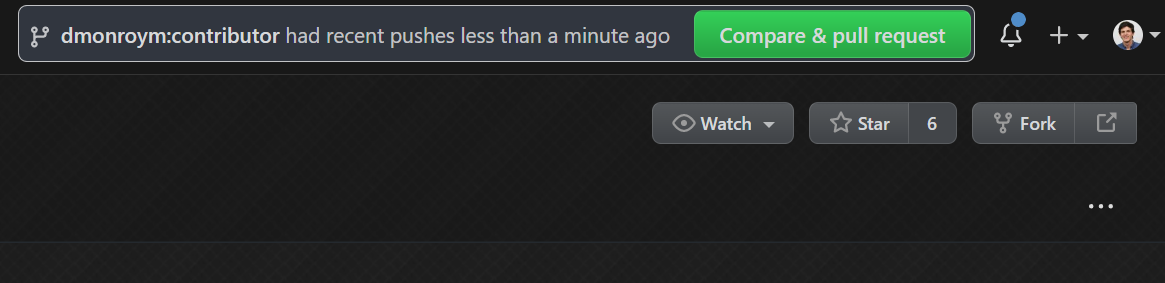 dmonroym:contributor had recent pushes less than a minute ago Compare & pull request
Watch Star 6 Fork